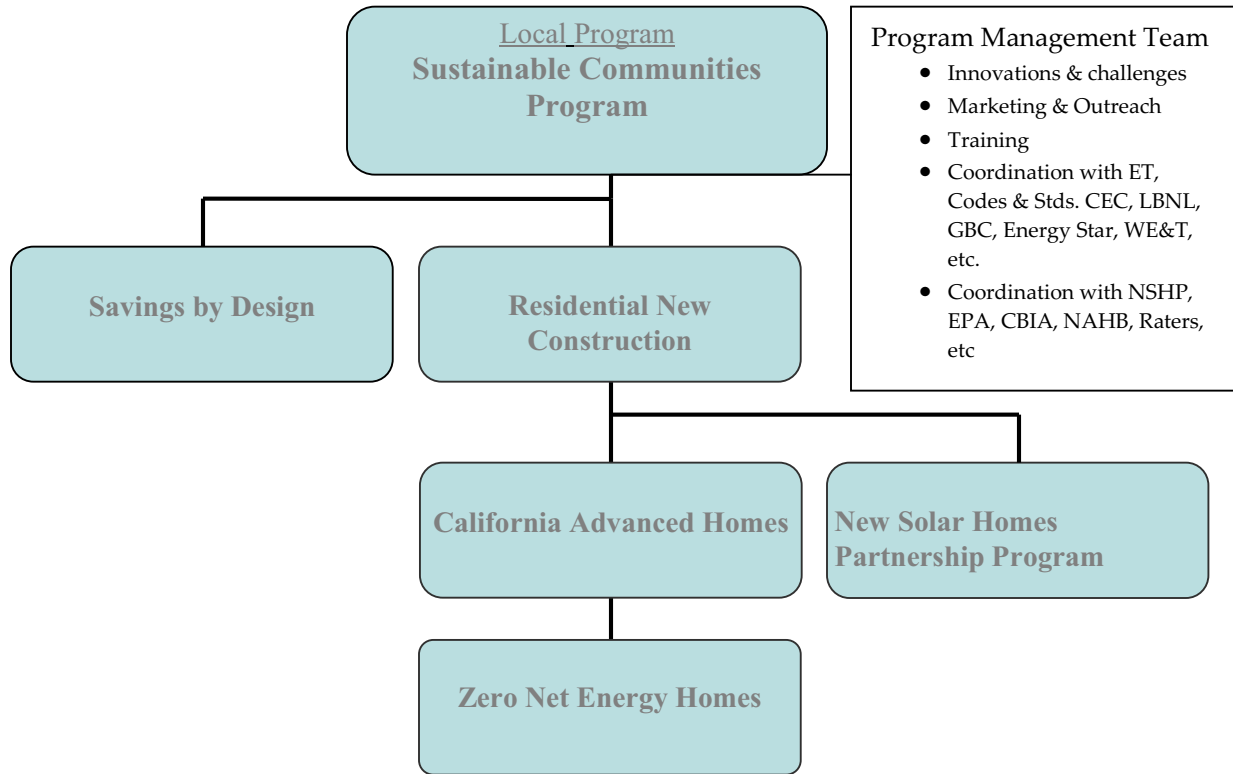 Local Program
Sustainable Communities
Program
Program Management Team
• Innovations & challenges
• Marketing & Outreach
• Training
• Coordination with ET,
Codes & Stds. CEC, LBNL,
GBC, Energy Star, WE&T,
etc.
• Coordination with NSHP,
EPA, CBIA, NAHB, Raters,
etc
Savings by Design
Residential New
Construction
California Advanced Homes
New Solar Homes
Partnership Program
Zero Net Energy Homes